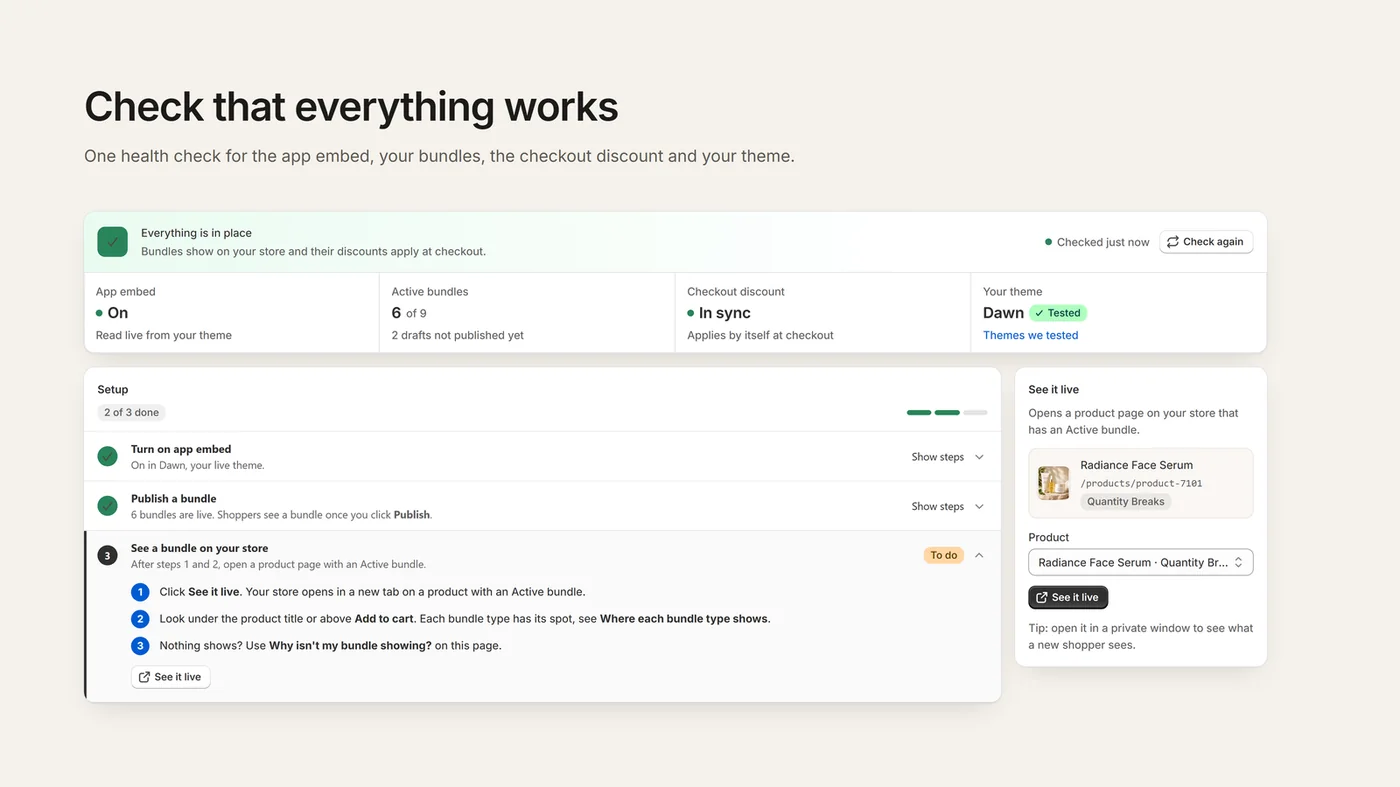 Check that everything works
One health check for the app embed, your bundles, the checkout discount and your theme.
Everything is in place
Bundles show on your store and their discounts apply at checkout.
Checked just now
Check again
App embed
On
Read live from your theme
Active bundles
6 of 9
2 drafts not published yet
Checkout discount
In sync
Applies by itself at checkout
Your theme
Dawn
Tested
Themes we tested
Setup
2 of 3 done
Turn on app embed
On in Dawn, your live theme.
Show steps
Publish a bundle
6 bundles are live. Shoppers see a bundle once you click Publish.
Show steps
3
See a bundle on your store
After steps 1 and 2, open a product page with an Active bundle.
To do
1 Click See it live. Your store opens in a new tab on a product with an Active bundle.
2 Look under the product title or above Add to cart. Each bundle type has its spot, see Where each bundle type shows.
3 Nothing shows? Use Why isn't my bundle showing? on this page.
See it live
See it live
Opens a product page on your store that
has an Active bundle.
Radiance Face Serum
/products/product-7101
Quantity Breaks
Product
Radiance Face Serum · Quantity Br...
See it live
Tip: open it in a private window to see what
a new shopper sees.